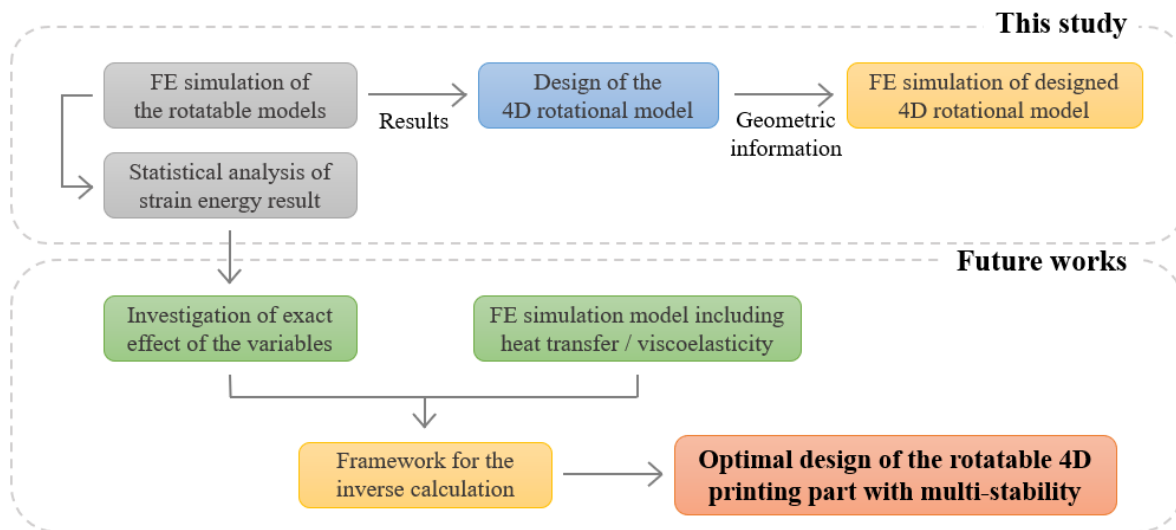 This study
FE simulation of
the rotatable models
Results
Design of the
4D rotational model
Geometric
information
FE simulation of designed
4D rotational model
Statistical analysis of
strain energy result
Future works
Investigation of exact
effect of the variables
FE simulation model including
heat transfer / viscoelasticity
Framework for the
inverse calculation
Optimal design of the rotatable 4D
printing part with multi-stability